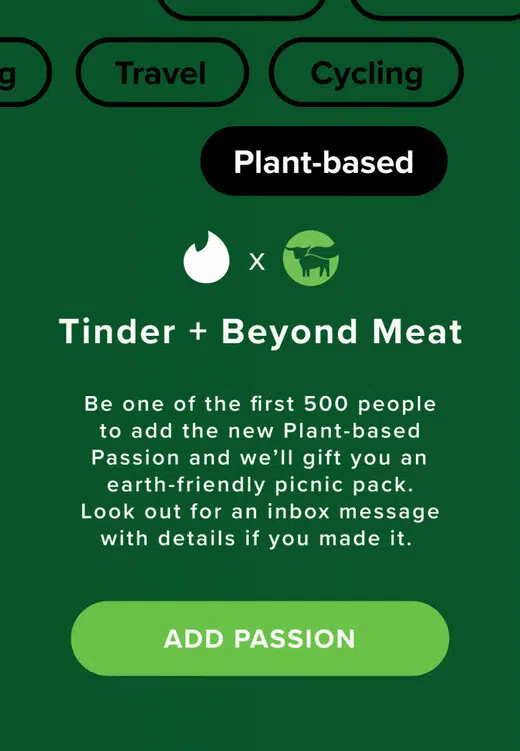 g
Travel
Cycling
Plant-based
x
Tinder + Beyond Meat
Be one of the first 500 people
to add the new Plant-based
Passion and we’ll gift you an
earth-friendly picnic pack.
Look out for an inbox message
with details if you made it.
ADD PASSION